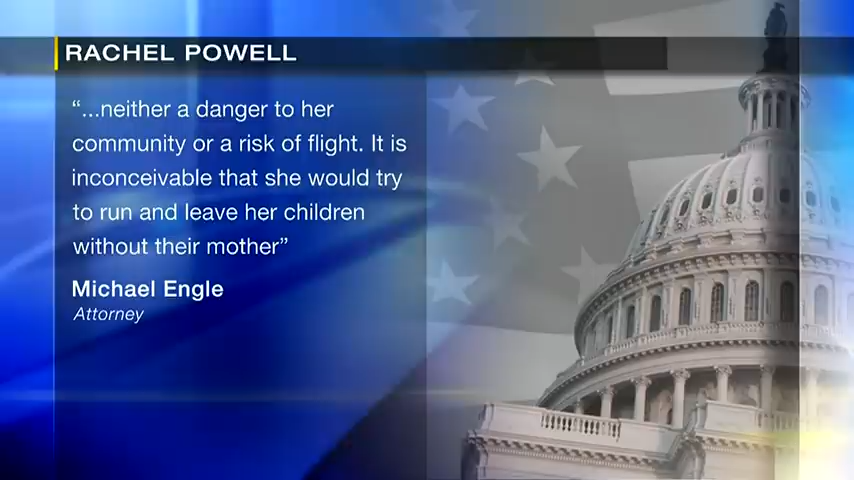 RACHEL POWELL
“...neither a danger to her
community or a risk of flight. It is
inconceivable that she would try
to run and leave her children
without their mother”
Michael Engle
Attorney